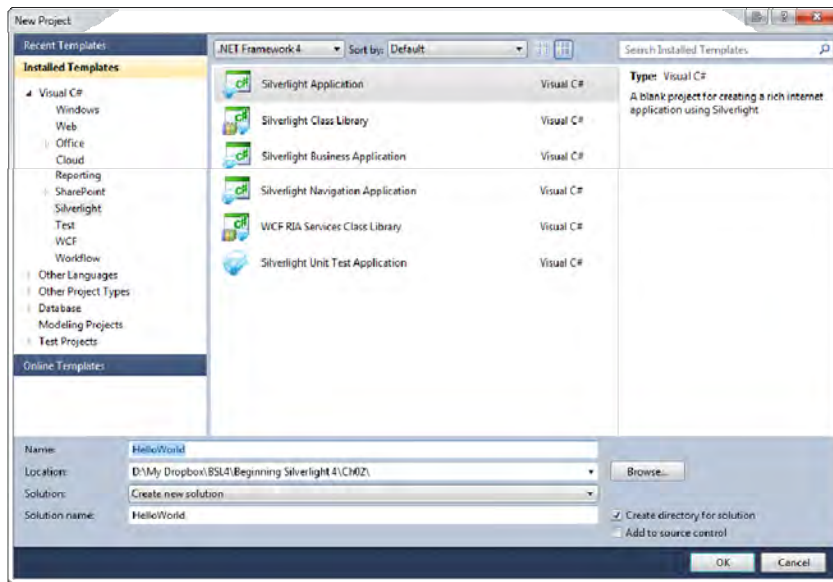 New Project
Recent Templates
Installed Templates
Visual C#
Windows
Web
Office
Cloud
Reporting
SharePoint
Silverlight
Test
WCF
Workflow
Other Languages
Other Project Types
Database
Modeling Projects
Test Projects
Online Templates
.NET Framework 4 Sort by: Default
Silverlight Application Visual C#
Silverlight Class Library Visual C#
Silverlight Business Application Visual C#
Silverlight Navigation Application Visual C#
WCF RIA Services Class Library Visual C#
Silverlight Unit Test Application Visual C#
Search Installed Templates
Type: Visual C#
A blank project for creating a rich internet
application using Silverlight
Name: HelloWorld
Location: D:\My Dropbox\BSL4\Beginning Silverlight 4\Ch02\ Browse...
Solution: Create new solution
Solution name: HelloWorld
Create directory for solution
Add to source control
OK Cancel